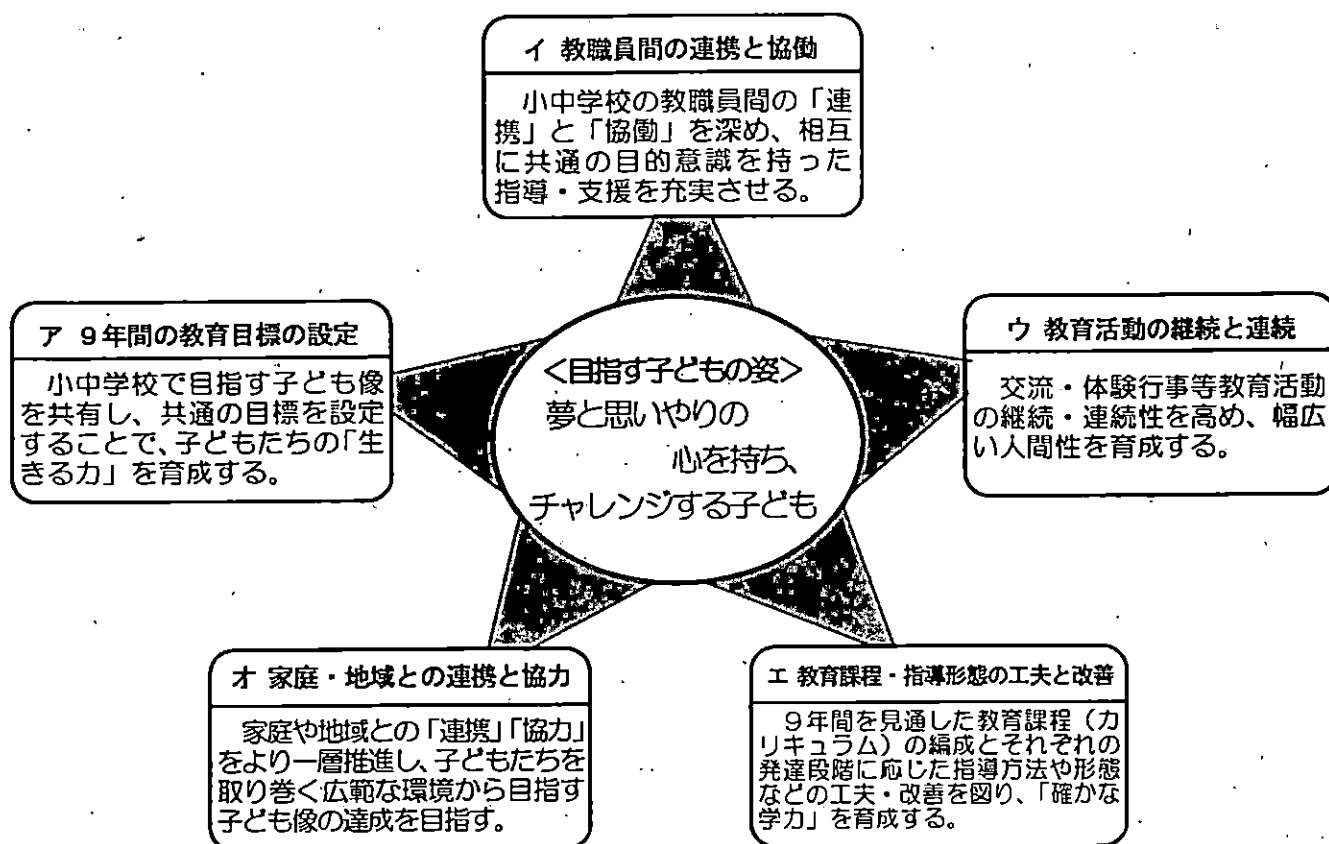 イ 教職員間の連携と協働
小中学校の教職員間の「連
携」と「協働」を深め、相互
に共通の目的意識を持った
指導・支援を充実させる。
ア 9年間の教育目標の設定
小中学校で目指す子ども像
を共有し、共通の目標を設定
することで、子どもたちの「生
きる力」を育成する。
<目指す子どもの姿>
夢と思いやりの
心を持ち、
チャレンジする子ども
ウ 教育活動の継続と連続
交流・体験行事等教育活動
の継続・連続性を高め、幅広
い人間性を育成する。
オ 家庭・地域との連携と協力
家庭や地域との「連携」「協力」
をより一層推進し、子どもたちを
取り巻く広範な環境から目指す
子ども像の達成を目指す。
エ 教育課程・指導形態の工夫と改善
9年間を見通した教育課程(カ
リキュラム)の編成とそれぞれの
発達段階に応じた指導方法や形態
などの工夫・改善を図り、「確かな
学力」を育成する。